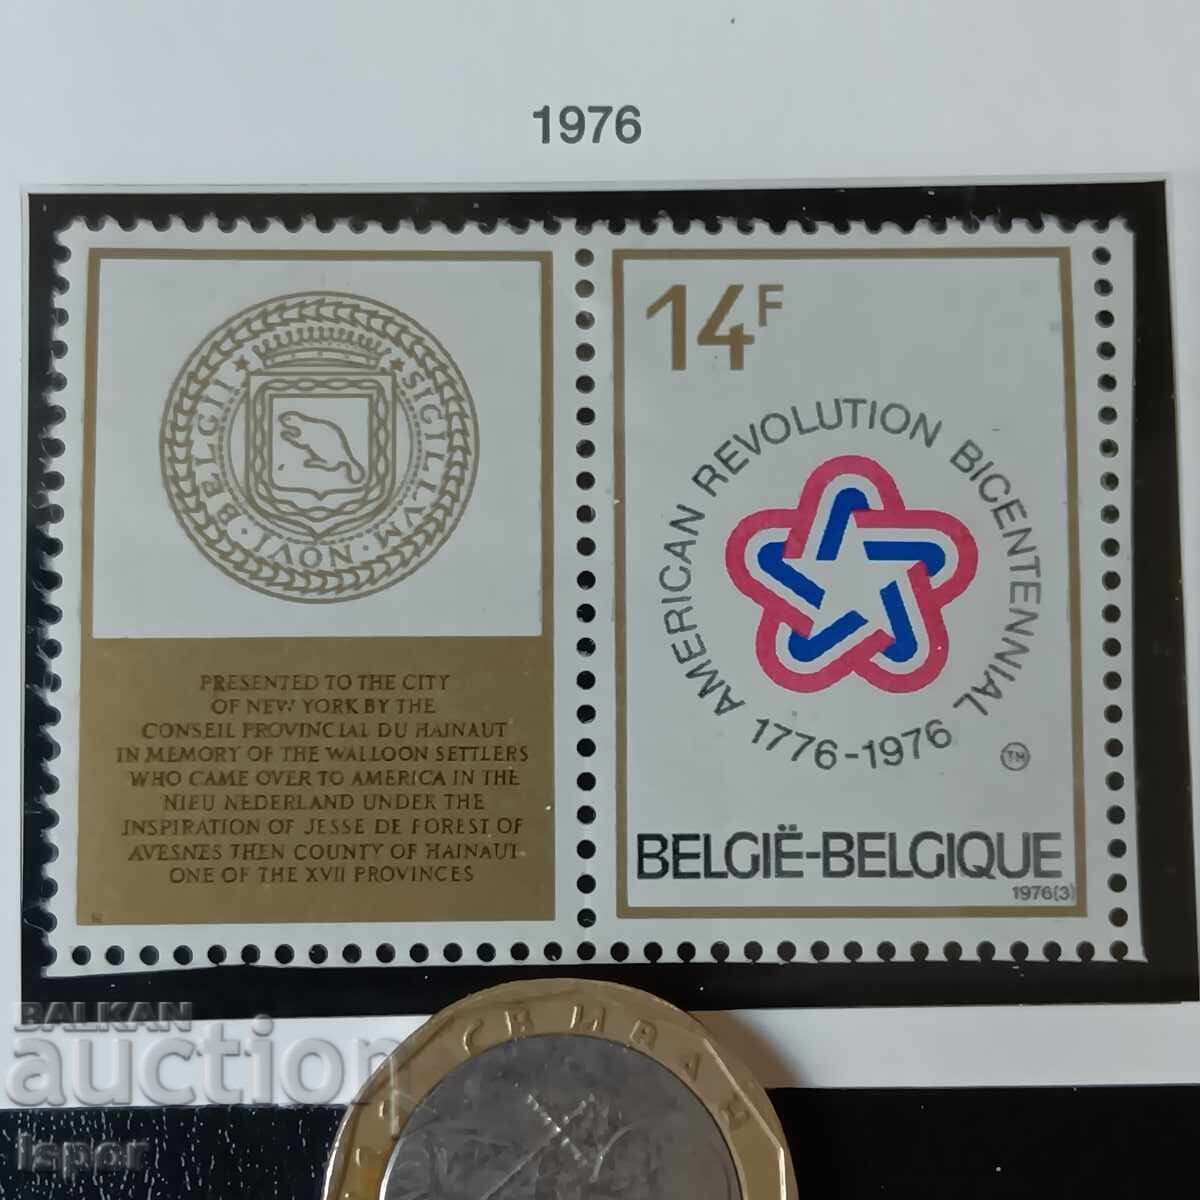 1976
SIGILLVM · NOVI · BELGII
PRESENTED TO THE CITY
OF NEW YORK BY THE
CONSEIL PROVINCIAL DU HAINAUT
IN MEMORY OF THE WALLOON SETTLERS
WHO CAME OVER TO AMERICA IN THE
NIEU NEDERLAND UNDER THE
INSPIRATION OF JESSE DE FOREST OF
AVESNES THEN COUNTY OF HAINAUT
ONE OF THE XVII PROVINCES
14F
AMERICAN REVOLUTION BICENTENNIAL
1776-1976
TM
BELGIË-BELGIQUE
1976(3)
BALKAN
auction
Ispor
СВ ИВАН